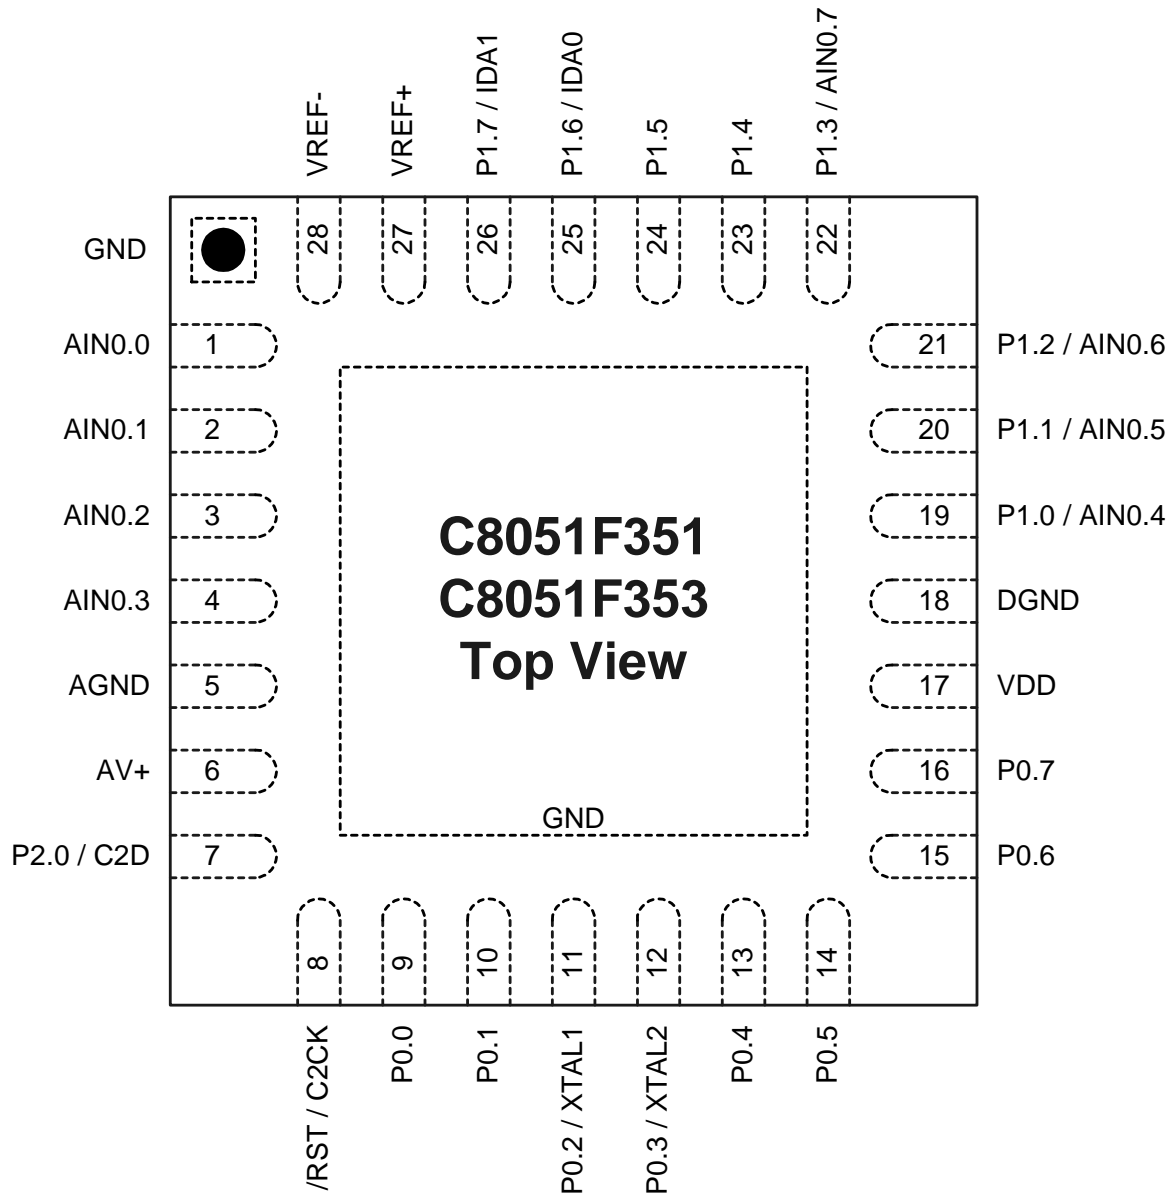 VREF-
VREF+
P1.7 / IDA1
P1.6 / IDA0
P1.5
P1.4
P1.3 / AIN0.7
28
27
26
25
24
23
22
GND
AIN0.0
1
21
P1.2 / AIN0.6
AIN0.1
2
20
P1.1 / AIN0.5
AIN0.2
3
19
P1.0 / AIN0.4
C8051F351
C8051F353
Top View
AIN0.3
4
18
DGND
AGND
5
17
VDD
AV+
6
16
P0.7
GND
P2.0 / C2D
7
15
P0.6
8
9
10
11
12
13
14
/RST / C2CK
P0.0
P0.1
P0.2 / XTAL1
P0.3 / XTAL2
P0.4
P0.5